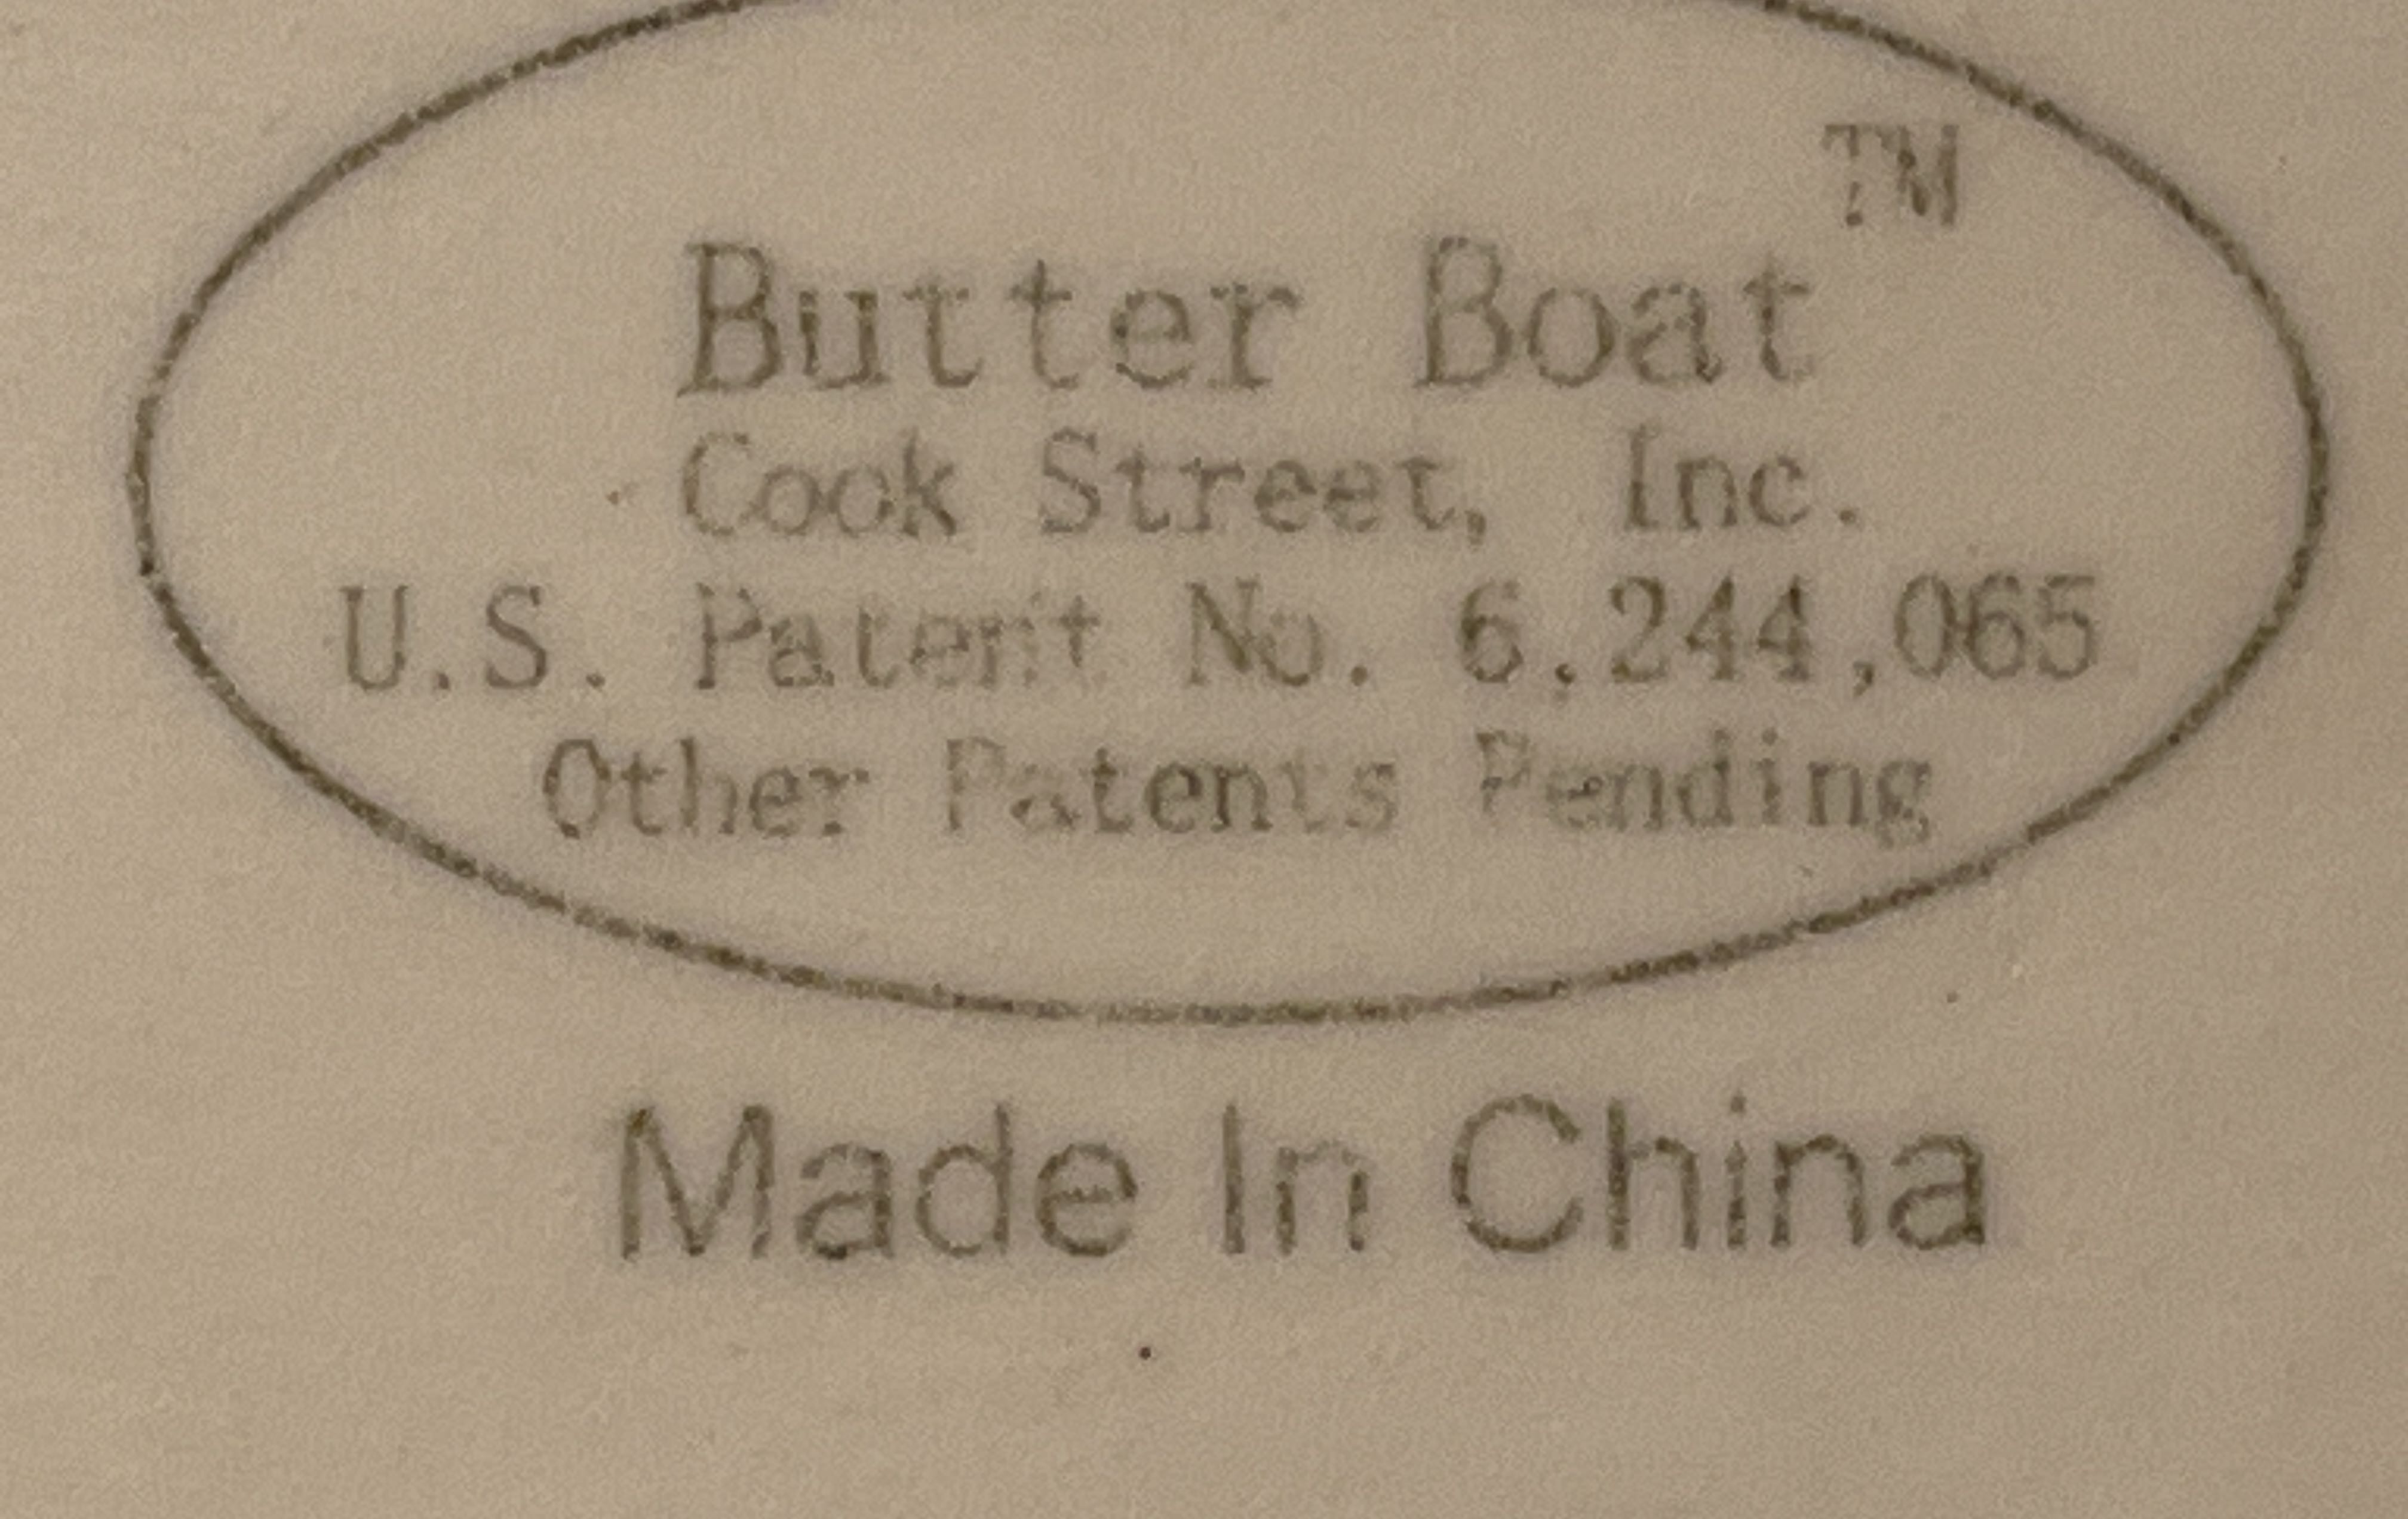 Butter Boat™
Cook Street, Inc.
U.S. Patent No. 6,244,065
Other Patents Pending
Made In China